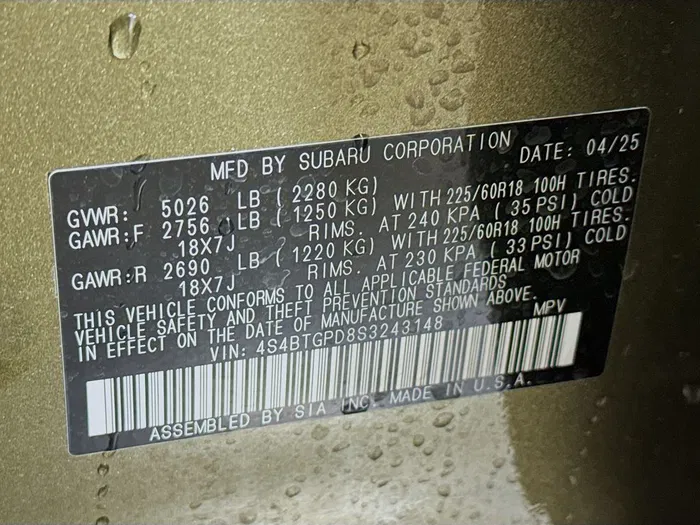 MFD BY SUBARU CORPORATION DATE: 04/25
GVWR: 5026 LB ( 2280 KG)
GAWR:F 2756 LB ( 1250 KG) WITH 225/60R18 100H TIRES.
18X7J RIMS. AT 240 KPA ( 35 PSI) COLD
GAWR:R 2690 LB ( 1220 KG) WITH 225/60R18 100H TIRES.
18X7J RIMS. AT 230 KPA ( 33 PSI) COLD
THIS VEHICLE CONFORMS TO ALL APPLICABLE FEDERAL MOTOR
VEHICLE SAFETY AND THEFT PREVENTION STANDARDS
IN EFFECT ON THE DATE OF MANUFACTURE SHOWN ABOVE.
VIN: 4S4BTGPD8S3243148 MPV
ASSEMBLED BY SIA INC. MADE IN U.S.A.